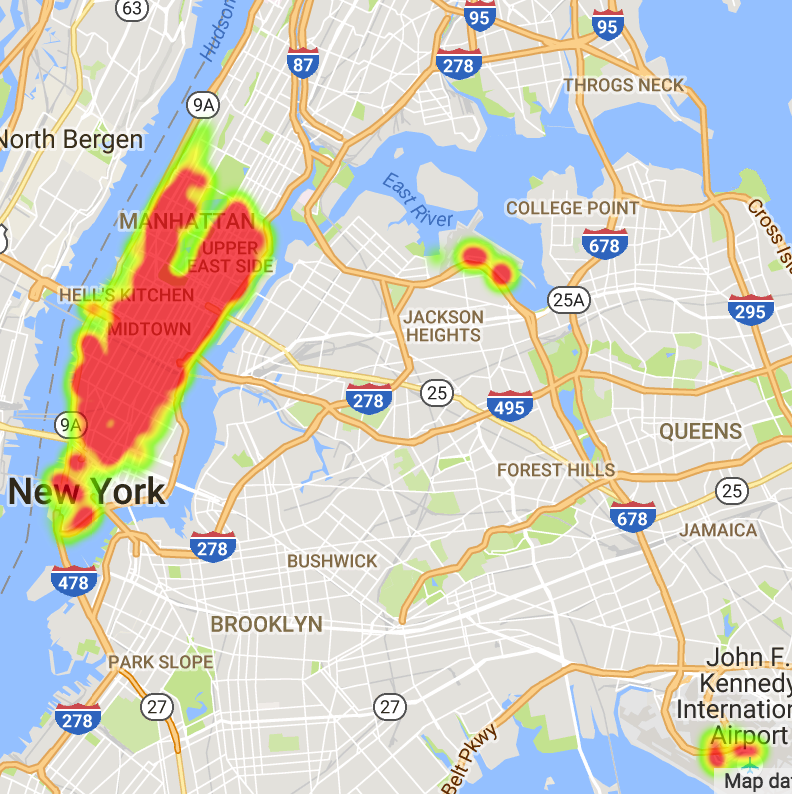 63
95
95
Hudson
87
278
THROGS NECK
9A
North Bergen
East River
COLLEGE POINT
Cross Isl
MANHATTAN
678
UPPER
EAST SIDE
HELL'S KITCHEN
25A
295
MIDTOWN
JACKSON
HEIGHTS
278
25
495
9A
QUEENS
FOREST HILLS
New York
25
678
JAMAICA
278
BUSHWICK
478
BROOKLYN
PARK SLOPE
John F.
Kennedy
Internation
Airport
27
27
278
Belt Pkwy
Map dat